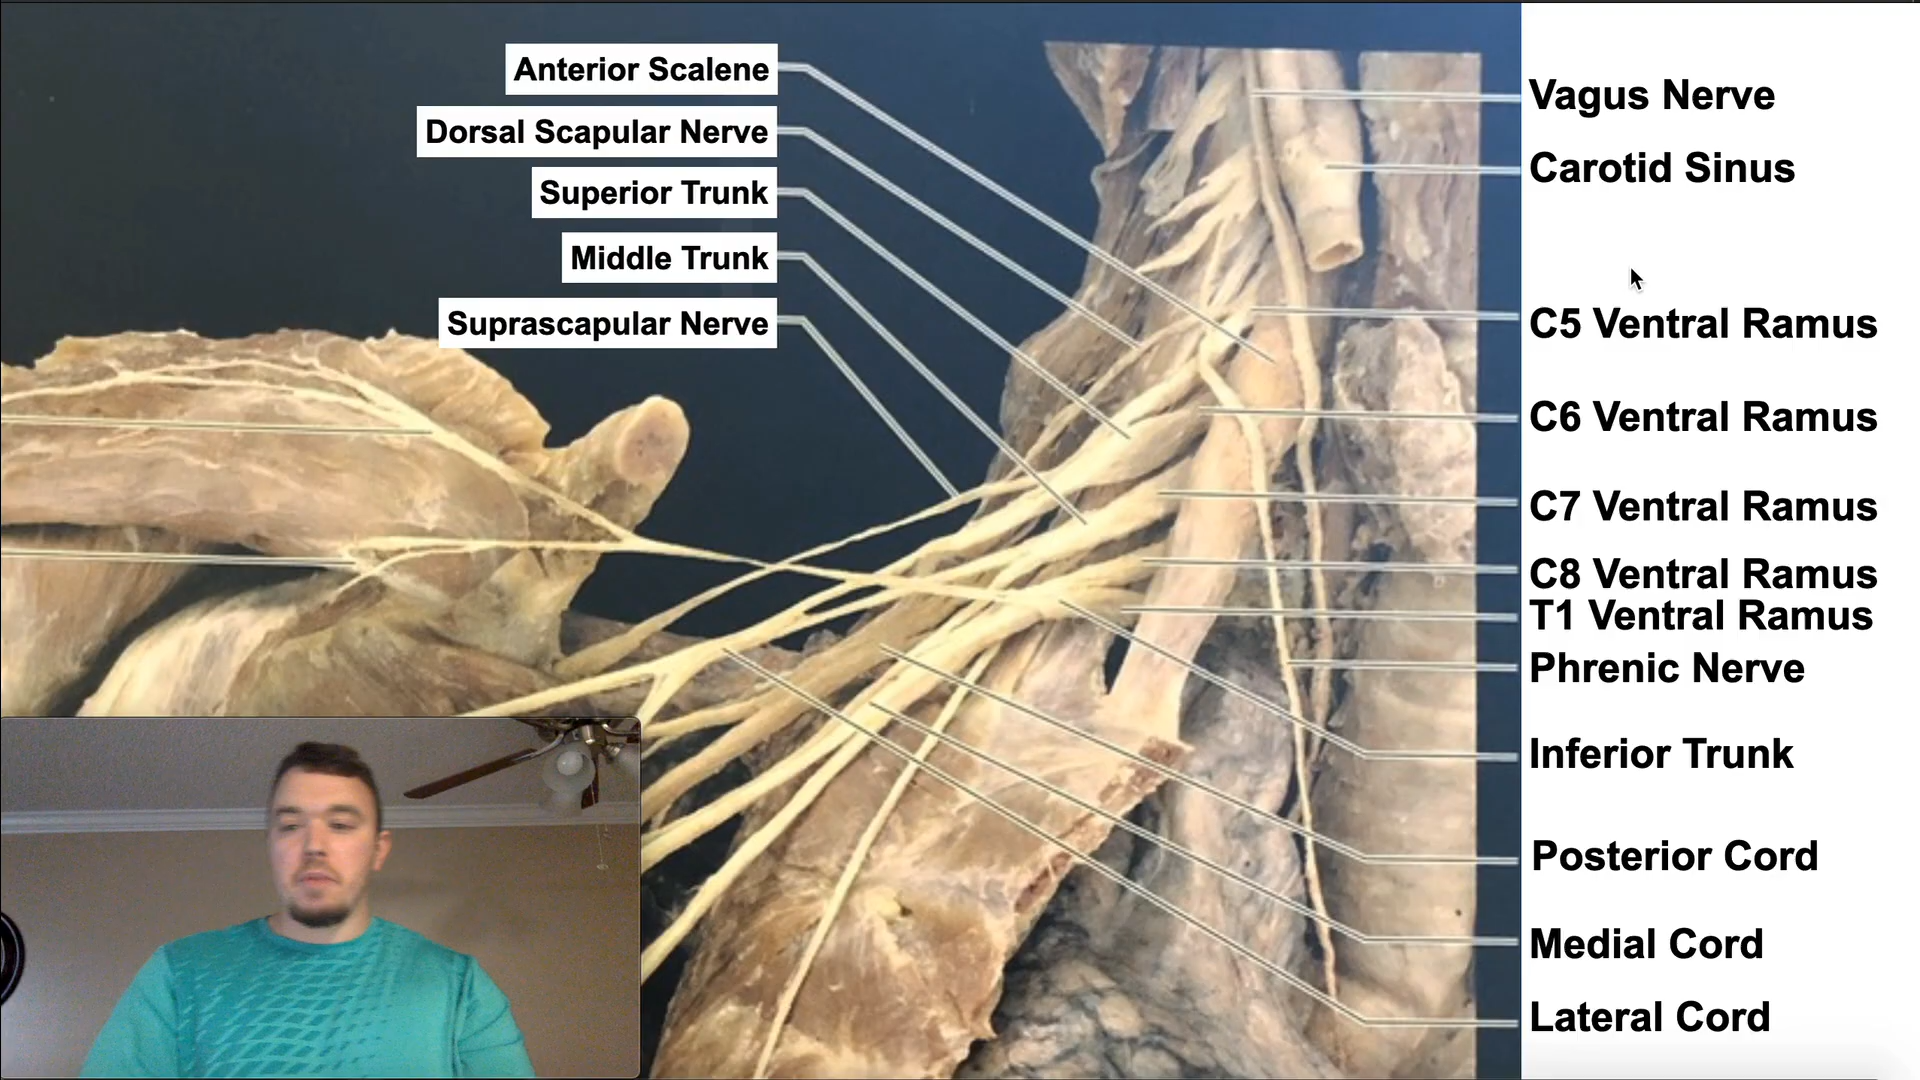 Anterior Scalene
Dorsal Scapular Nerve
Superior Trunk
Middle Trunk
Suprascapular Nerve
Vagus Nerve
Carotid Sinus
C5 Ventral Ramus
C6 Ventral Ramus
C7 Ventral Ramus
C8 Ventral Ramus
T1 Ventral Ramus
Phrenic Nerve
Inferior Trunk
Posterior Cord
Medial Cord
Lateral Cord